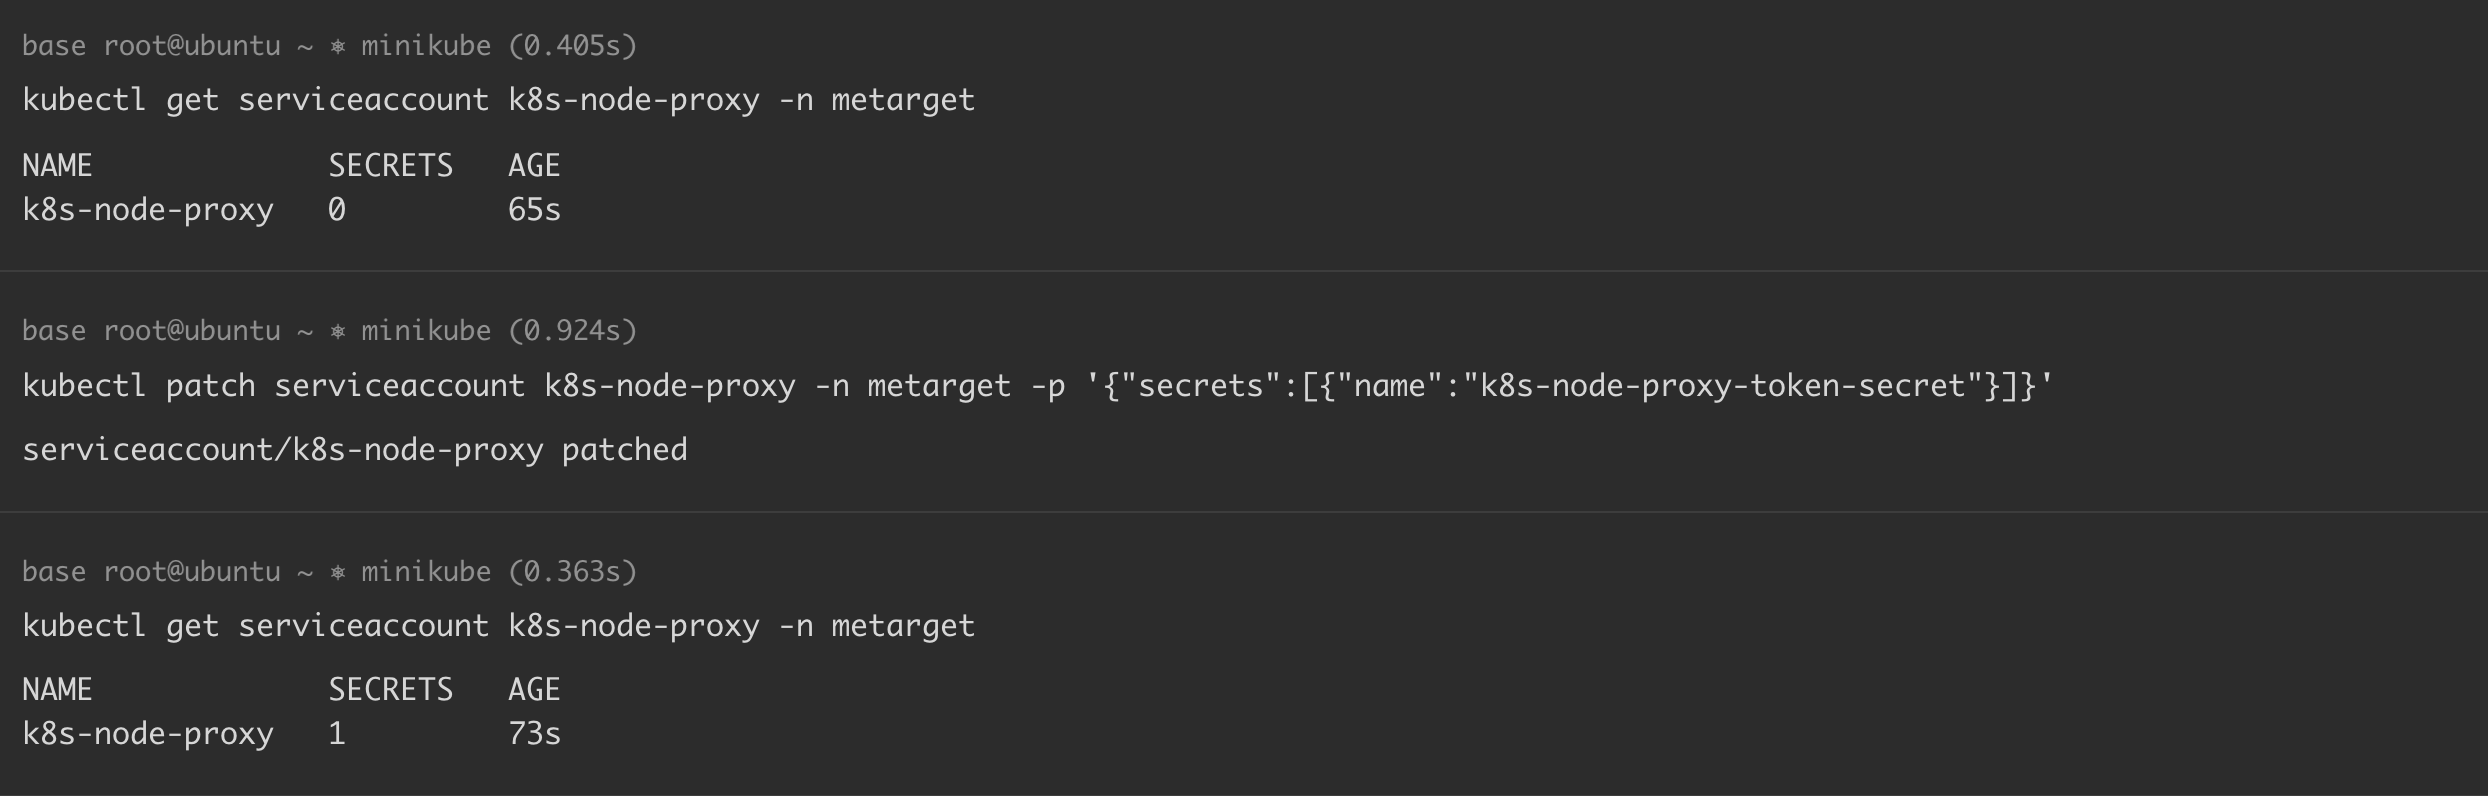 base root@ubuntu ~ ⎈ minikube (0.405s)
kubectl get serviceaccount k8s-node-proxy -n metarget
NAME             SECRETS   AGE
k8s-node-proxy   0         65s
base root@ubuntu ~ ⎈ minikube (0.924s)
kubectl patch serviceaccount k8s-node-proxy -n metarget -p '{"secrets":[{"name":"k8s-node-proxy-token-secret"}]}'
serviceaccount/k8s-node-proxy patched
base root@ubuntu ~ ⎈ minikube (0.363s)
kubectl get serviceaccount k8s-node-proxy -n metarget
NAME             SECRETS   AGE
k8s-node-proxy   1         73s